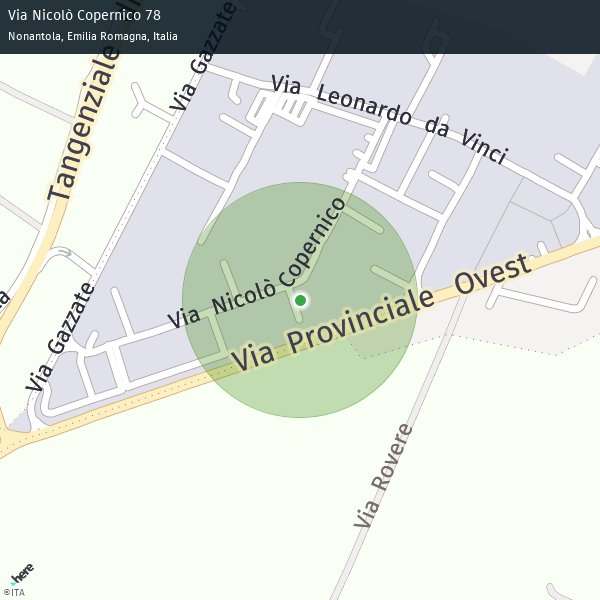 Via Nicolò Copernico 78
Nonantola, Emilia Romagna, Italia
Via Gazzate
Tangenziale
Via Leonardo da Vinci
Via Nicolò Copernico
Via Provinciale Ovest
Via Gazzate
Via Rovere
here
©ITA